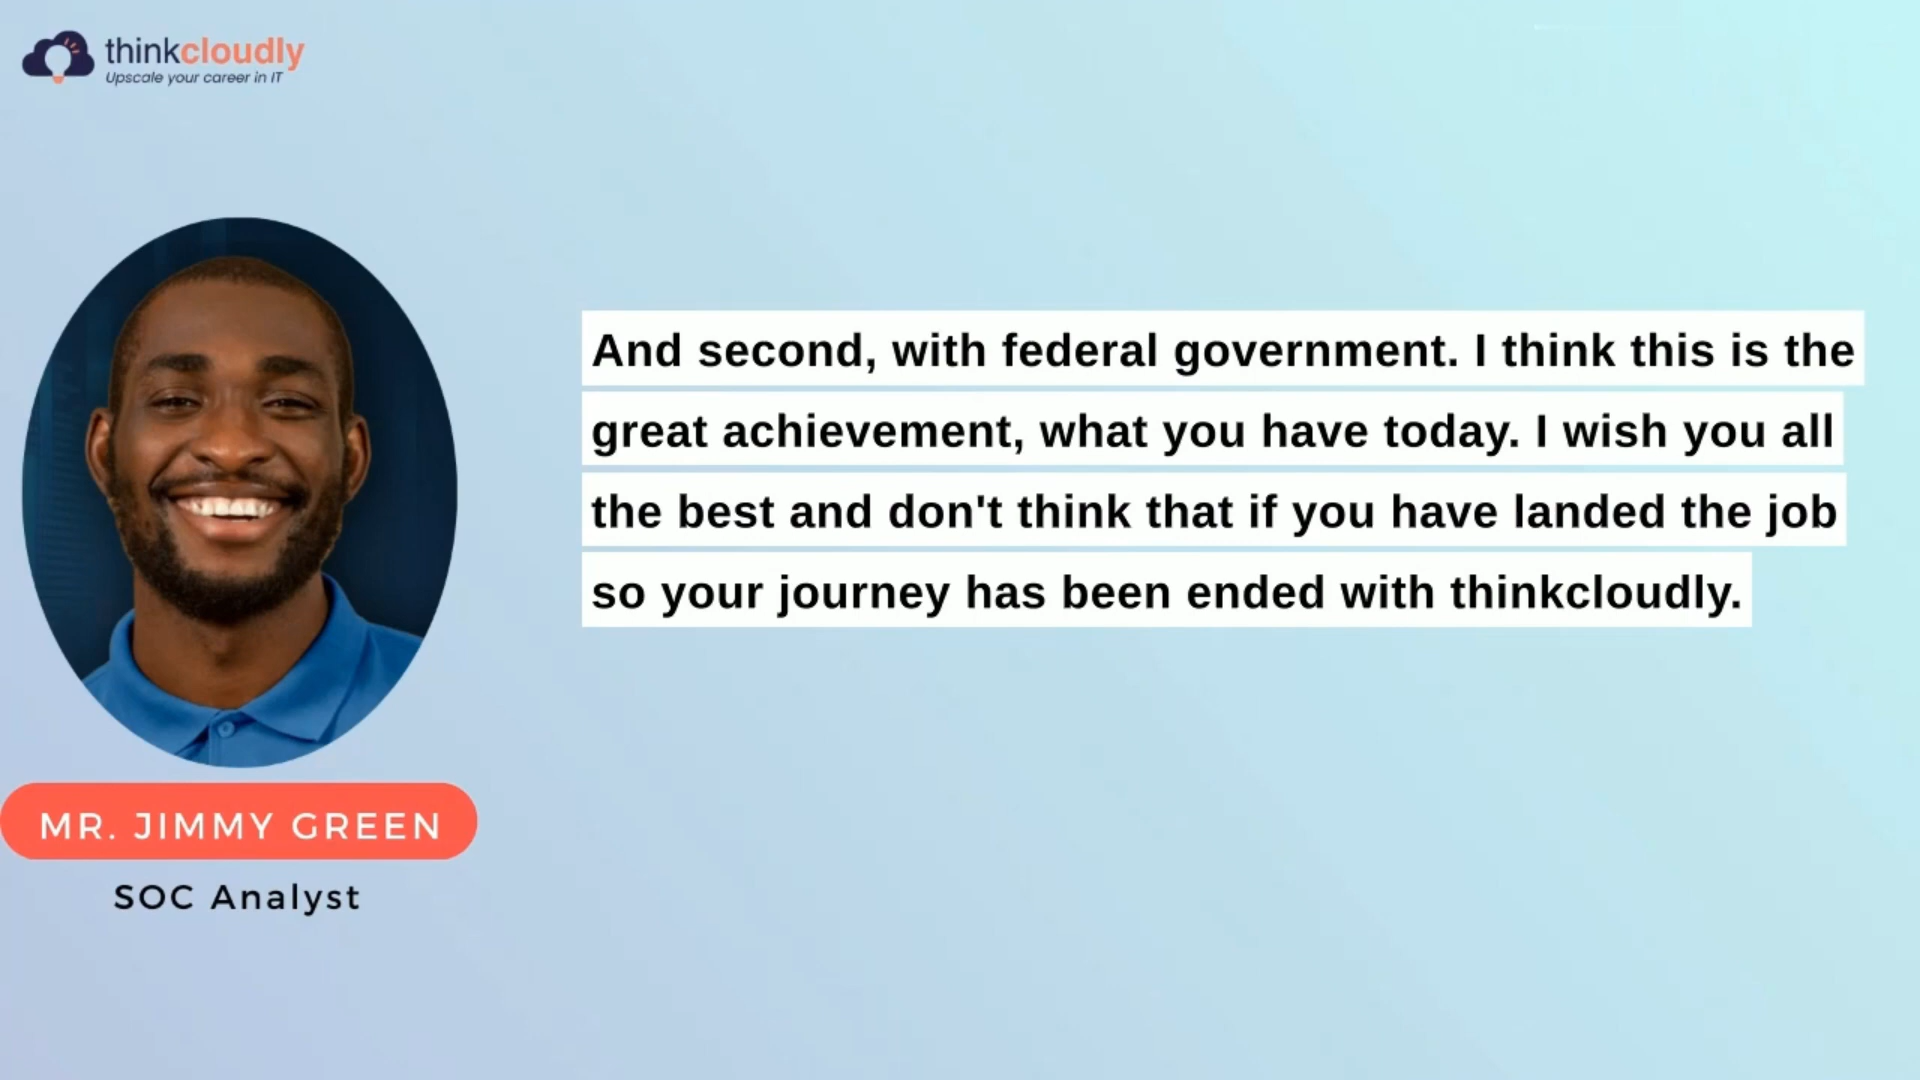 thinkcloudly
Upscale your career in IT
And second, with federal government. I think this is the
great achievement, what you have today. I wish you all
the best and don't think that if you have landed the job
so your journey has been ended with thinkcloudly.
MR. JIMMY GREEN
SOC Analyst